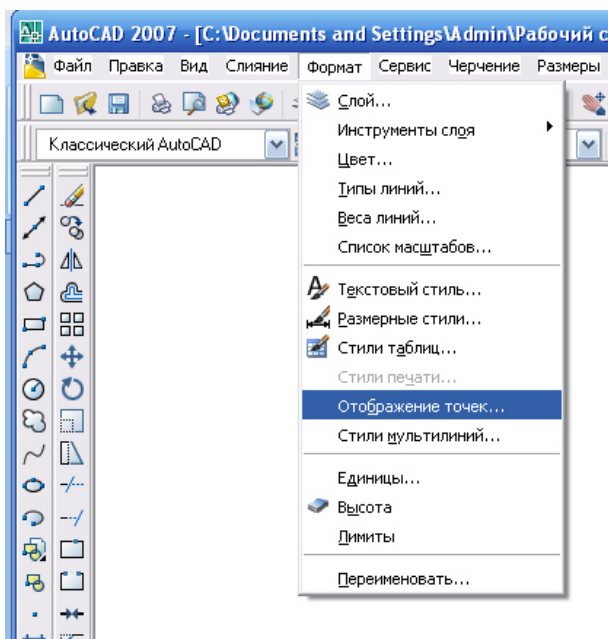 AutoCAD 2007 - [C:\Documents and Settings\Admin\Рабочий с
Файл Правка Вид Слияние Формат Сервис Черчение Размеры
Классический AutoCAD
Слой...
Инструменты слоя
Цвет...
Типы линий...
Веса линий...
Список масштабов...
Текстовый стиль...
Размерные стили...
Стили таблиц...
Стили печати...
Отображение точек...
Стили мультилиний...
Единицы...
Высота
Лимиты
Переименовать...